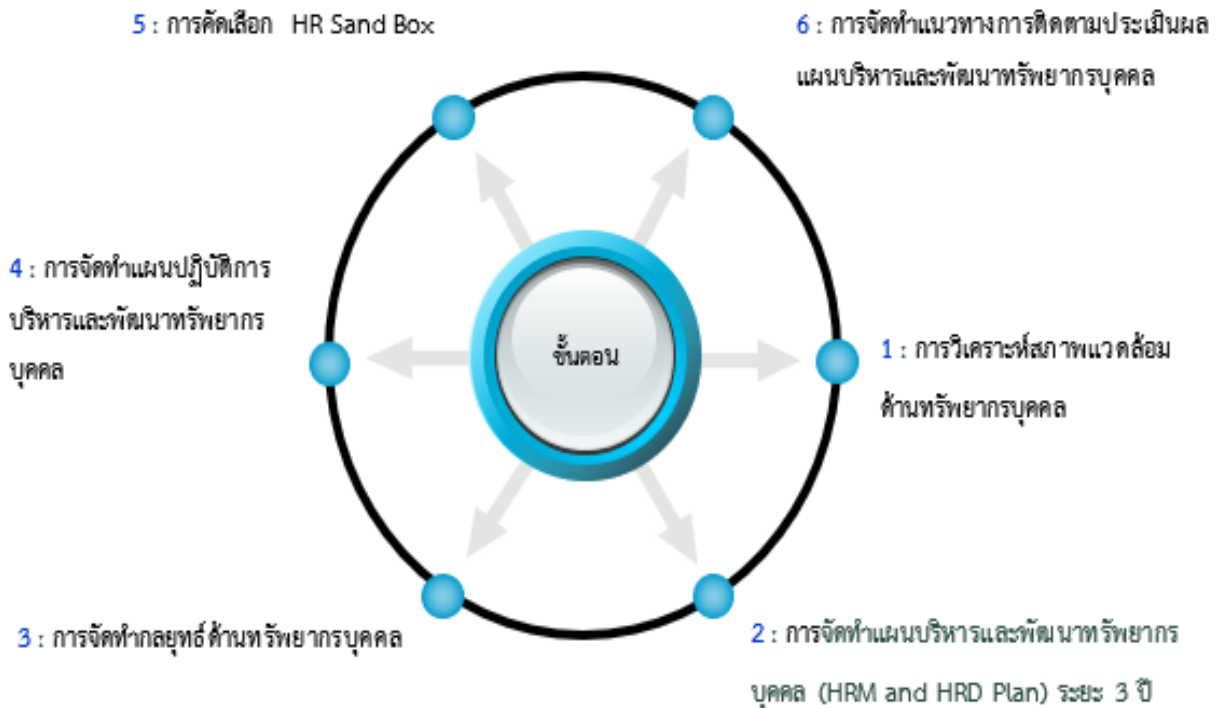 5 : การคัดเลือก HR Sand Box
6 : การจัดทำแนวทางการติดตามประเมินผล
แผนบริหารและพัฒนาทรัพยากรบุคคล
4 : การจัดทำแผนปฏิบัติการ
บริหารและพัฒนาทรัพยากร
บุคคล
ขั้นตอน
1 : การวิเคราะห์สภาพแวดล้อม
ด้านทรัพยากรบุคคล
3 : การจัดทำกลยุทธ์ด้านทรัพยากรบุคคล
2 : การจัดทำแผนบริหารและพัฒนาทรัพยากร
บุคคล (HRM and HRD Plan) ระยะ 3 ปี